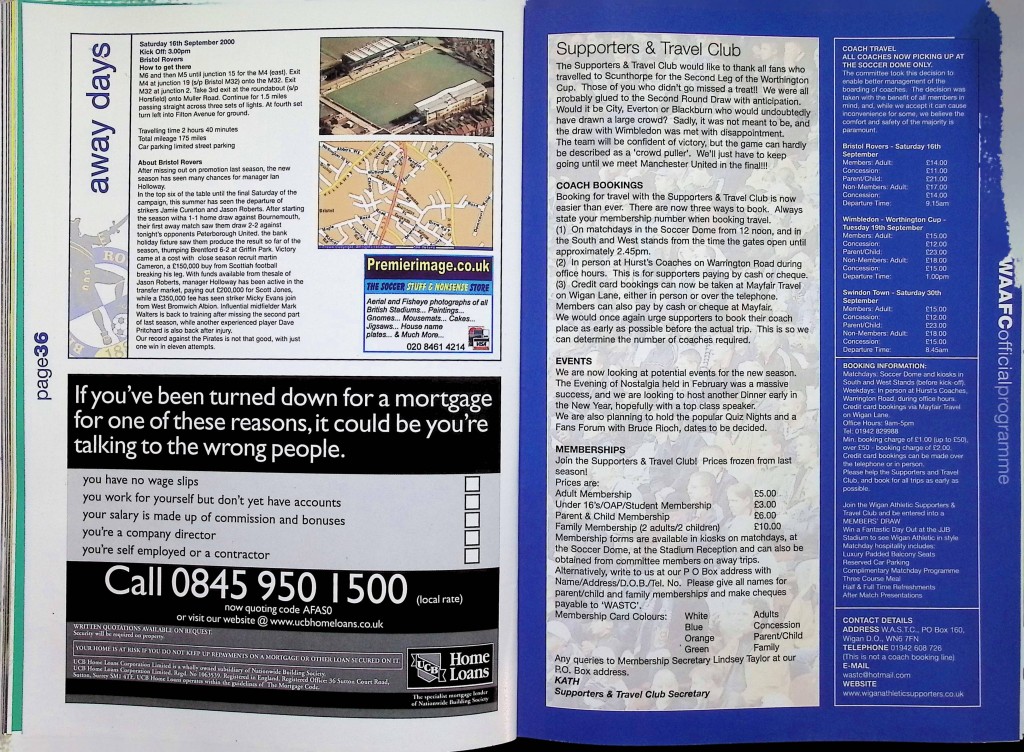 away days
page36
Saturday 16th September 2000
Kick Off: 3.00pm
Bristol Rovers
How to get there
M6 and then M5 until junction 15 for the M4 (east). Exit
M4 at junction 19 (s/p Bristol M32) onto the M32. Exit
M32 at junction 2. Take 3rd exit at the roundabout (s/p
Horsfield) onto Muller Road. Continue for 1.5 miles
passing straight across three sets of lights. At fourth set
turn left into Filton Avenue for ground.
Travelling time 2 hours 40 minutes
Total mileage 175 miles
Car parking limited street parking
About Bristol Rovers
After missing out on promotion last season, the new
season has seen many chances for manager Ian
Holloway.
In the top six of the table until the final Saturday of the
campaign, this summer has seen the departure of
strikers Jamie Cureton and Jason Roberts. After starting
the season witha 1-1 home draw against Bournemouth,
their first away match saw them draw 2-2 against
tonight's opponents Peterborough United. the bank
holiday fixture saw them produce the result so far of the
season, thumping Brentford 6-2 at Griffin Park. Victory
came at a cost with close season recruit martin
Cameron, a £150,000 buy from Scottish football
breaking his leg. With funds available from thesale of
Jason Roberts, manager Holloway has been active in the
transfer market, paying out £200,000 for Scott Jones,
while a £350,000 fee has seen striker Micky Evans join
from West Bromwich Albion. Influential midfielder Mark
Walters is back to training after missing the second part
of last season, while another experienced player Dave
Pritchard is also back after injury.
Our record against the Pirates is not that good, with just
one win in eleven attempts.
Bristol
Premierimage.co.uk
THE SOCCER STUFF & NONSENSE STORE
Aerial and Fisheye photographs of all
British Stadiums... Paintings...
Gnomes... Mousemats... Cakes...
Jigsaws... House name
plates... & Much More...
020 8461 4214
VISA
If you've been turned down for a mortgage
for one of these reasons, it could be you're
talking to the wrong people.
you have no wage slips
you work for yourself but don't yet have accounts
your salary is made up of commission and bonuses
you're a company director
you're self employed or a contractor
Call 0845 950 1500 (local rate)
now quoting code AFAS0
or visit our website @ www.ucbhomeloans.co.uk
WRITTEN QUOTATIONS AVAILABLE ON REQUEST.
Security will be required on property.
YOUR HOME IS AT RISK IF YOU DO NOT KEEP UP REPAYMENTS ON A MORTGAGE OR OTHER LOAN SECURED ON IT.
UCB Home Loans Corporation Limited is a wholly owned subsidiary of Nationwide Building Society.
UCB Home Loans Corporation Limited. Regd. No 1063539. Registered in England. Registered Office: 36 Sutton Court Road,
Sutton, Surrey SM1 4TE. UCB Home Loans operates within the guidelines of The Mortgage Code.
UCB
Home
Loans
The specialist mortgage lender
of Nationwide Building Society
Supporters & Travel Club
The Supporters & Travel Club would like to thank all fans who
travelled to Scunthorpe for the Second Leg of the Worthington
Cup. Those of you who didn't go missed a treat!! We were all
probably glued to the Second Round Draw with anticipation.
Would it be City, Everton or Blackburn who would undoubtedly
have drawn a large crowd? Sadly, it was not meant to be, and
the draw with Wimbledon was met with disappointment.
The team will be confident of victory, but the game can hardly
be described as a 'crowd puller'. We'll just have to keep
going until we meet Manchester United in the final!!!
COACH BOOKINGS
Booking for travel with the Supporters & Travel Club is now
easier than ever. There are now three ways to book. Always
state your membership number when booking travel.
(1) On matchdays in the Soccer Dome from 12 noon, and in
the South and West stands from the time the gates open until
approximately 2.45pm.
(2) In person at Hurst's Coaches on Warrington Road during
office hours. This is for supporters paying by cash or cheque.
(3) Credit card bookings can now be taken at Mayfair Travel
on Wigan Lane, either in person or over the telephone.
Members can also pay by cash or cheque at Mayfair.
We would once again urge supporters to book their coach
place as early as possible before the actual trip. This is so we
can determine the number of coaches required.
EVENTS
We are now looking at potential events for the new season.
The Evening of Nostalgia held in February was a massive
success, and we are looking to host another Dinner early in
the New Year, hopefully with a top class speaker.
We are also planning to hold the popular Quiz Nights and a
Fans Forum with Bruce Rioch, dates to be decided.
MEMBERSHIPS
Join the Supporters & Travel Club! Prices frozen from last
season!
Prices are:
Adult Membership £5.00
Under 16's/OAP/Student Membership £3.00
Parent & Child Membership £6.00
Family Membership (2 adults/2 children) £10.00
Membership forms are available in kiosks on matchdays, at
the Soccer Dome, at the Stadium Reception and can also be
obtained from committee members on away trips.
Alternatively, write to us at our P O Box address with
Name/Address/D.O.B./Tel. No. Please give all names for
parent/child and family memberships and make cheques
payable to 'WASTC'.
Membership Card Colours: White Adults
Blue Concession
Orange Parent/Child
Green Family
Any queries to Membership Secretary Lindsey Taylor at our
P.O. Box address.
KATH
Supporters & Travel Club Secretary
COACH TRAVEL
ALL COACHES NOW PICKING UP AT
THE SOCCER DOME ONLY.
The committee took this decision to
enable better management of the
boarding of coaches. The decision was
taken with the benefit of all members in
mind, and, while we accept it can cause
inconvenience for some, we believe the
comfort and safety of the majority is
paramount.
Bristol Rovers - Saturday 16th
September
Members: Adult: £14.00
Concession: £11.00
Parent/Child: £21.00
Non-Members: Adult: £17.00
Concession: £14.00
Departure Time: 9.15am
Wimbledon - Worthington Cup -
Tuesday 19th September
Members: Adult: £15.00
Concession: £12.00
Parent/Child: £23.00
Non-Members: Adult: £18.00
Concession: £15.00
Departure Time: 1.00pm
Swindon Town - Saturday 30th
September
Members: Adult: £15.00
Concession: £12.00
Parent/Child: £23.00
Non-Members: Adult: £18.00
Concession: £15.00
Departure Time: 8.45am
BOOKING INFORMATION:
Matchdays: Soccer Dome and kiosks in
South and West Stands (before kick-off).
Weekdays: In person at Hurst's Coaches,
Warrington Road, during office hours.
Credit card bookings via Mayfair Travel
on Wigan Lane.
Office Hours: 9am-5pm
Tel: 01942 829988
Min. booking charge of £1.00 (up to £50),
over £50 - booking charge of £2.00.
Credit card bookings can be made over
the telephone or in person.
Please help the Supporters and Travel
Club, and book for all trips as early as
possible.
Join the Wigan Athletic Supporters &
Travel Club and be entered into a
MEMBERS' DRAW
Win a Fantastic Day Out at the JJB
Stadium to see Wigan Athletic in style
Matchday hospitality includes:
Luxury Padded Balcony Seats
Reserved Car Parking
Complimentary Matchday Programme
Three Course Meal
Half & Full Time Refreshments
After Match Presentations
CONTACT DETAILS
ADDRESS W.A.S.T.C., PO Box 160,
Wigan D.O., WN6 7FN
TELEPHONE 01942 608 726
(This is not a coach booking line)
E-MAIL
wastc@hotmail.com
WEBSITE
www.wiganathleticsupporters.co.uk
WAAFCofficialprogramme